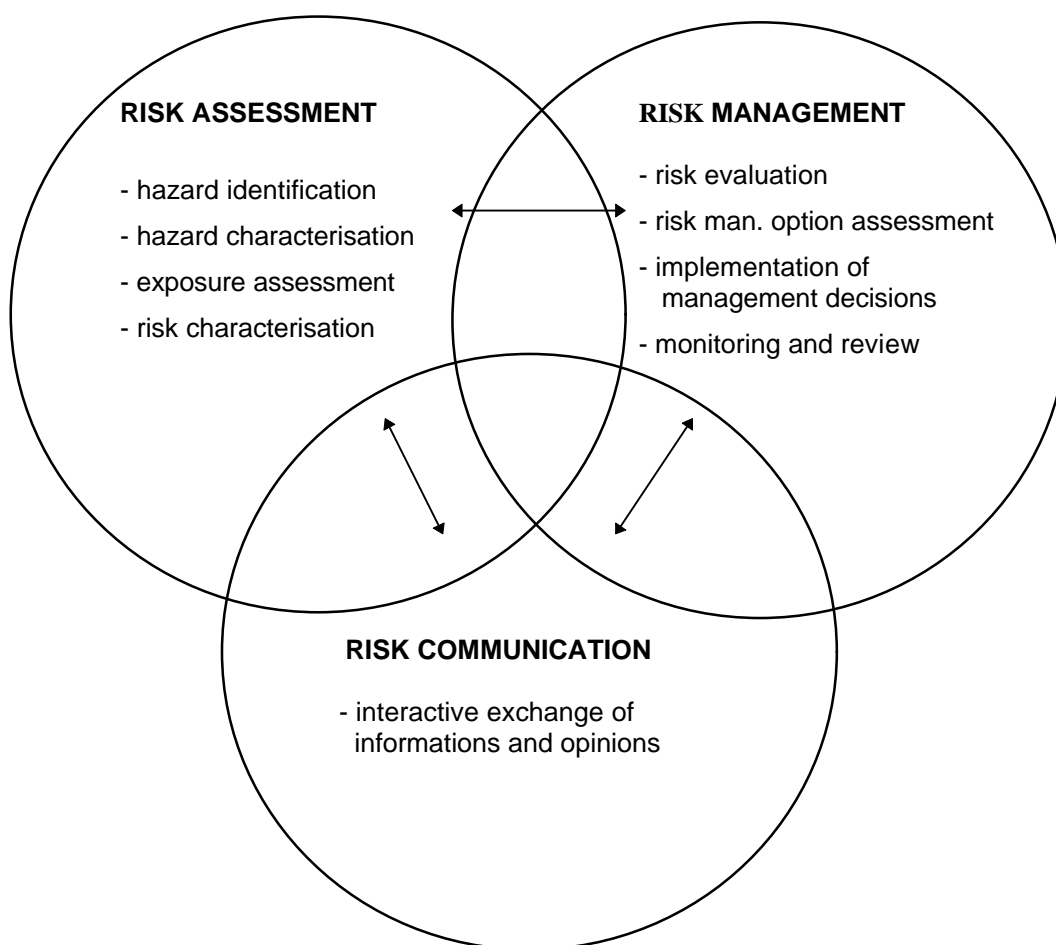 RISK ASSESSMENT
- hazard identification
- hazard characterisation
- exposure assessment
- risk characterisation
RISK MANAGEMENT
- risk evaluation
- risk man. option assessment
- implementation of
management decisions
- monitoring and review
RISK COMMUNICATION
- interactive exchange of
informations and opinions